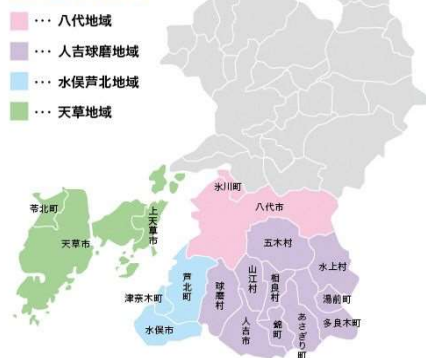 … 八代地域
… 人吉球磨地域
… 水俣芦北地域
… 天草地域
氷川町
八代市
苓北町
上天草市
天草市
五木村
水上村
山江村
相良村
芦北町
球磨村
湯前町
津奈木町
多良木町
あさぎり町
錦町
人吉市
水俣市